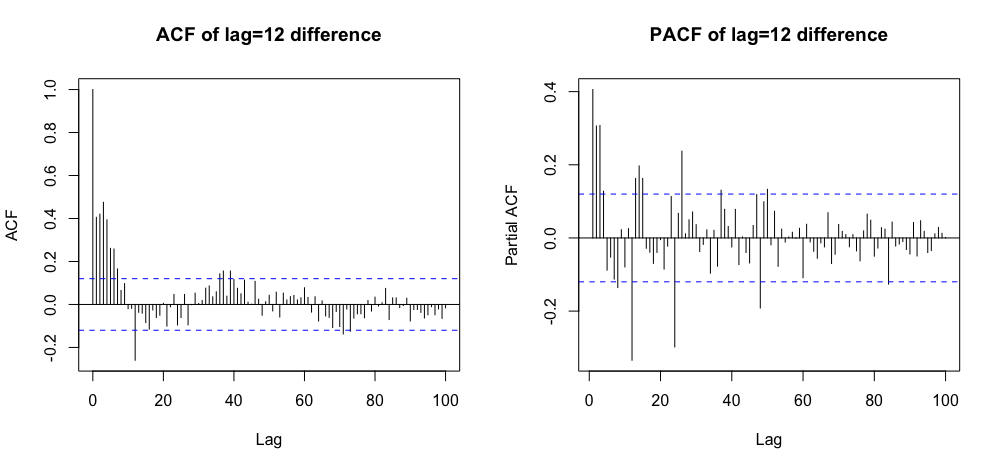 ACF of lag=12 difference
ACF
1.0
0.8
0.6
0.4
0.2
0.0
-0.2
0 20 40 60 80 100
Lag
PACF of lag=12 difference
Partial ACF
0.4
0.2
0.0
-0.2
0 20 40 60 80 100
Lag